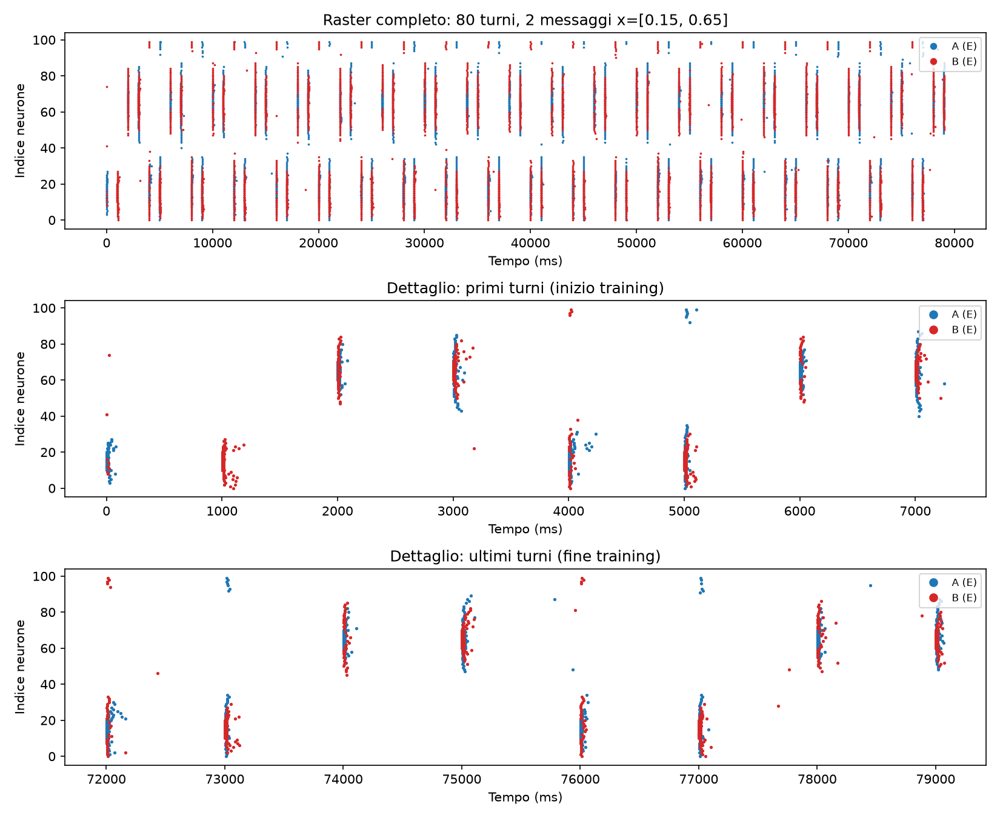 Raster completo: 80 turni, 2 messaggi x=[0.15, 0.65]
Indice neurone
100
80
60
40
20
0
A (E)
B (E)
0
10000
20000
30000
40000
50000
60000
70000
80000
Tempo (ms)
Dettaglio: primi turni (inizio training)
Indice neurone
100
80
60
40
20
0
A (E)
B (E)
0
1000
2000
3000
4000
5000
6000
7000
Tempo (ms)
Dettaglio: ultimi turni (fine training)
Indice neurone
100
80
60
40
20
0
A (E)
B (E)
72000
73000
74000
75000
76000
77000
78000
79000
Tempo (ms)